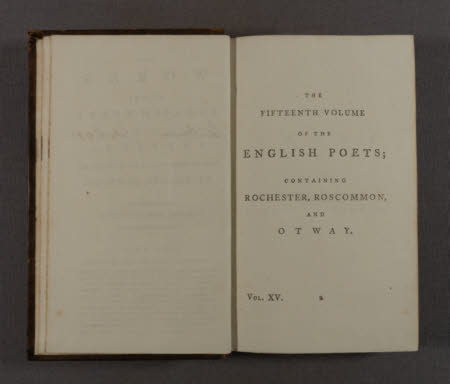 THE
FIFTEENTH VOLUME
OF THE
ENGLISH POETS;
CONTAINING
ROCHESTER, ROSCOMMON,
AND
OTWAY.
VOL. XV. a